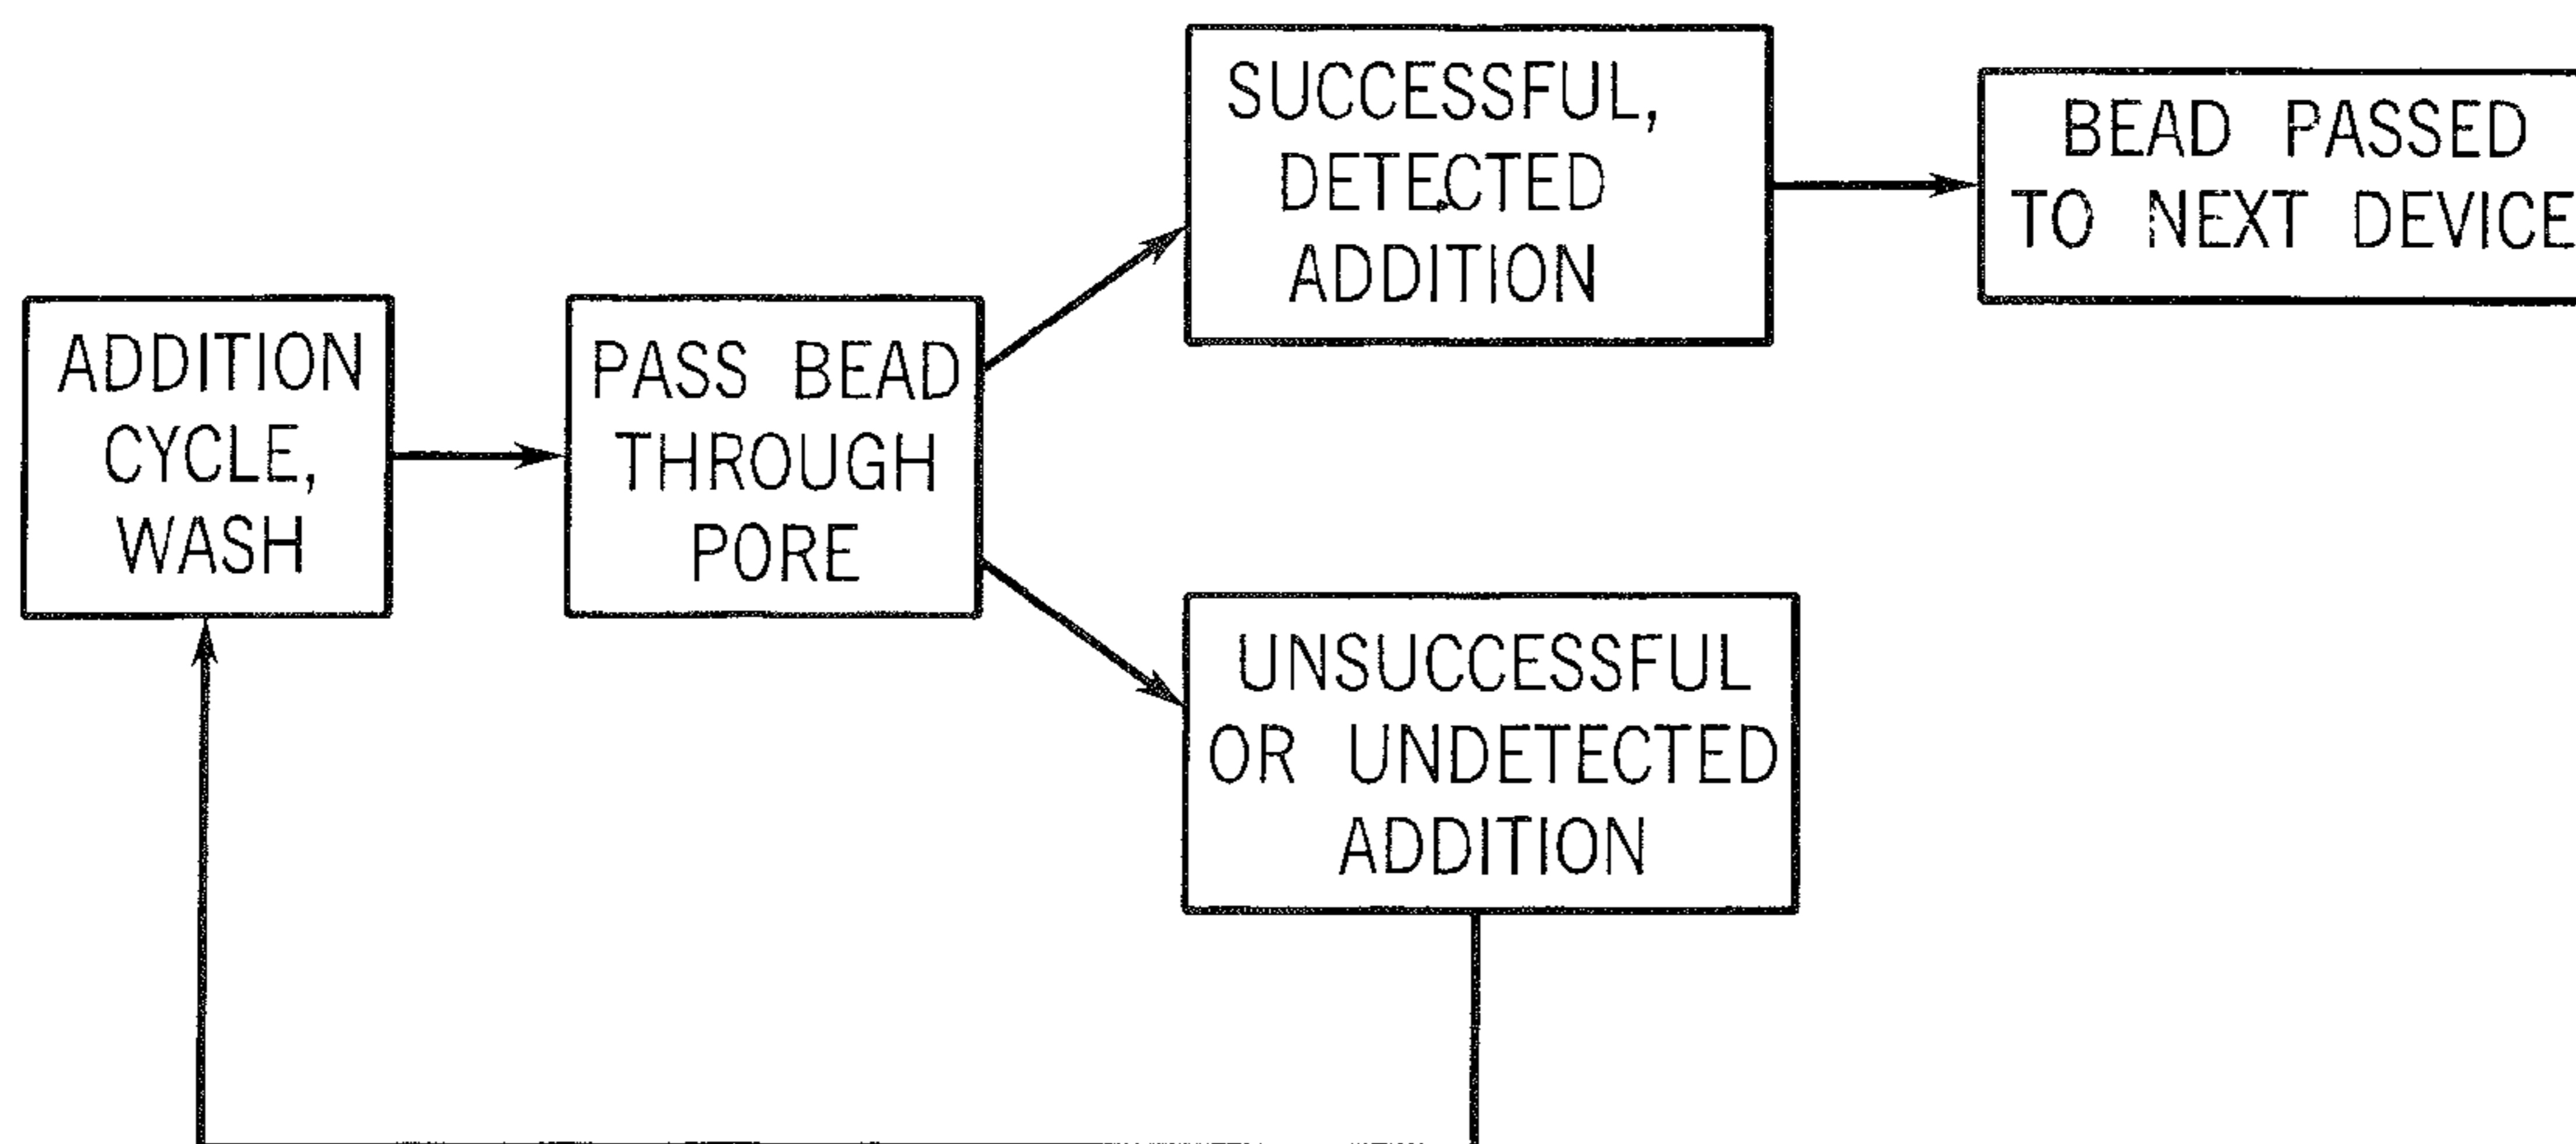 ADDITION
CYCLE,
WASH
PASS BEAD
THROUGH
PORE
SUCCESSFUL,
DETECTED
ADDITION
BEAD PASSED
TO NEXT DEVICE
UNSUCCESSFUL
OR UNDETECTED
ADDITION